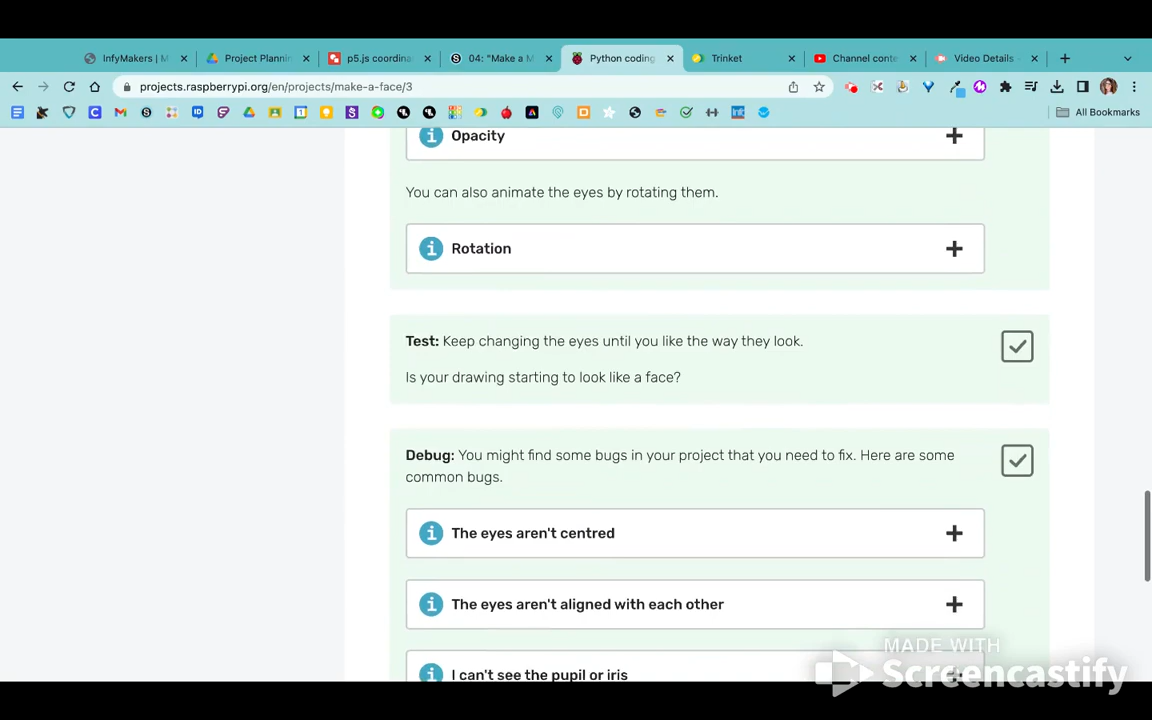 InfyMakers | M
Project Plannin
p5.js coordina
04: "Make a M
Python coding
Trinket
Channel conte
Video Details -
projects.raspberrypi.org/en/projects/make-a-face/3
All Bookmarks
Opacity
You can also animate the eyes by rotating them.
Rotation
Test: Keep changing the eyes until you like the way they look.
Is your drawing starting to look like a face?
Debug: You might find some bugs in your project that you need to fix. Here are some
common bugs.
The eyes aren't centred
The eyes aren't aligned with each other
I can't see the pupil or iris
MADE WITH
Screencastify